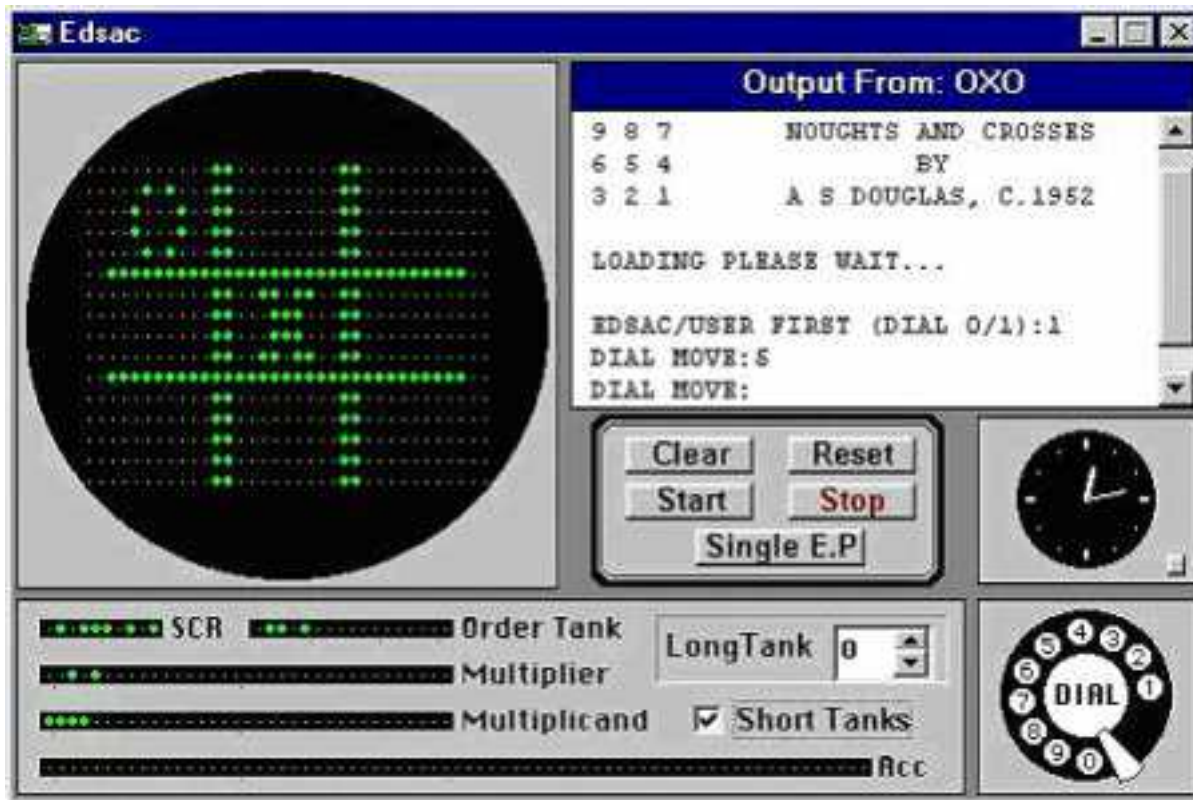 Edsac
Output From: OXO
9 8 7 NOUGHTS AND CROSSES
6 5 4 BY
3 2 1 A S DOUGLAS, C.1952
LOADING PLEASE WAIT...
EDSAC/USER FIRST (DIAL 0/1):1
DIAL MOVE:5
DIAL MOVE:
Clear Reset
Start Stop
Single E.P
SCR Order Tank
LongTank 0
Multiplier
Multiplicand Short Tanks
Acc
1 2 3 4 5 6 7 8 9 0
DIAL